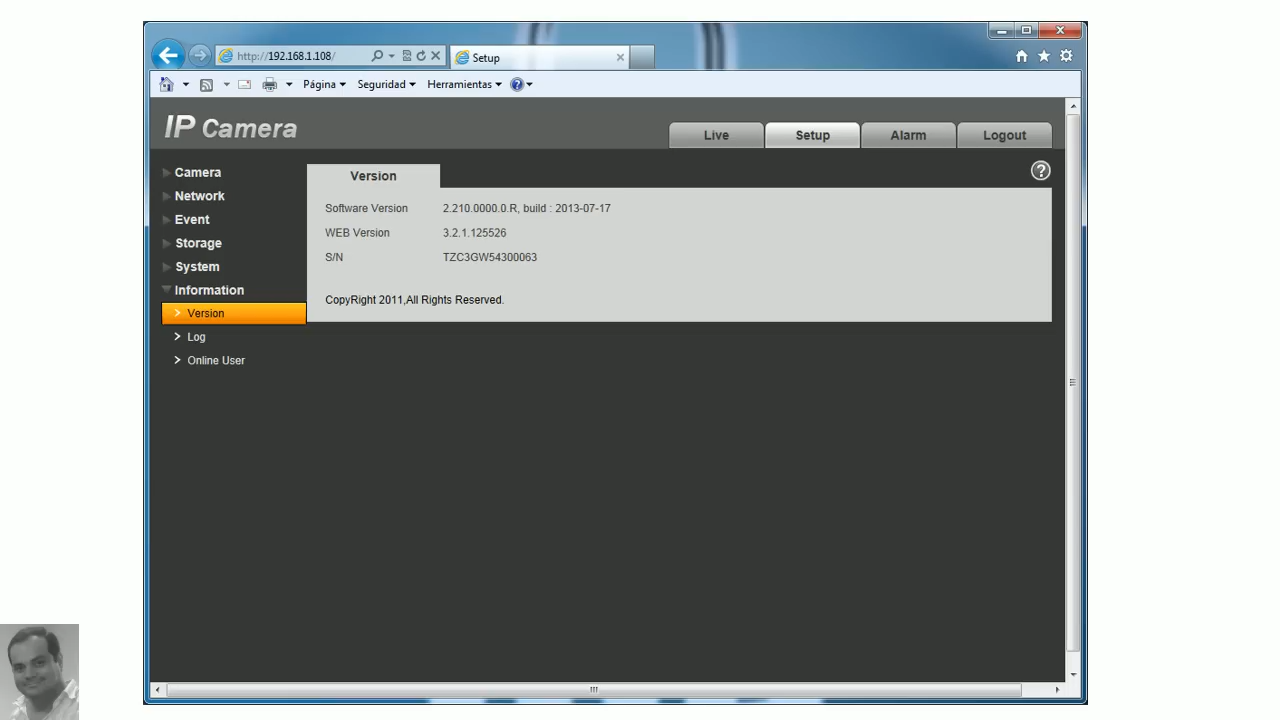 http://192.168.1.108/
Setup
Página
Seguridad
Herramientas
IP Camera
Live
Setup
Alarm
Logout
Camera
Network
Event
Storage
System
Information
Version
Log
Online User
Version
Software Version 2.210.0000.0.R, build : 2013-07-17
WEB Version 3.2.1.125526
S/N TZC3GW54300063
CopyRight 2011,All Rights Reserved.